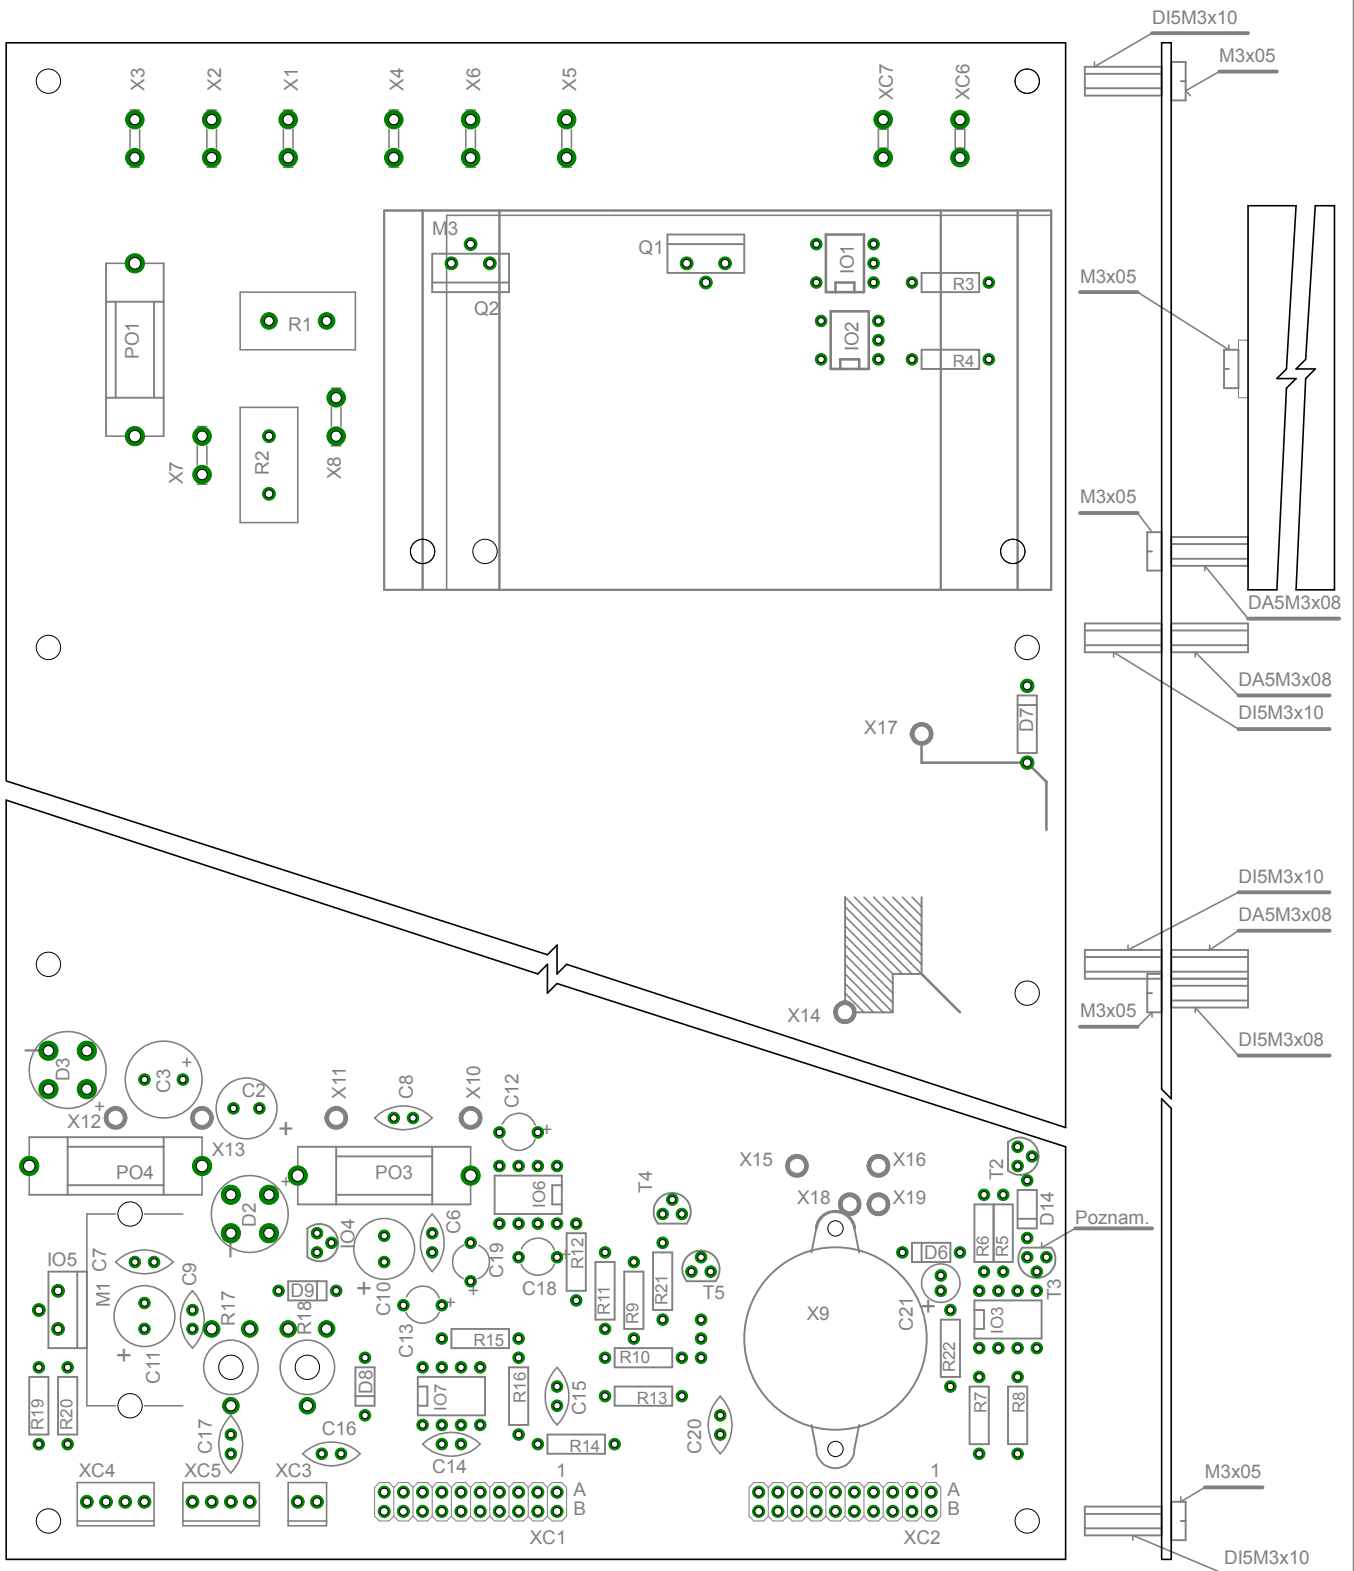 DI5M3x10
M3x05
X3 X2 X1 X4 X6 X5 XC7 XC6
M3
Q1
IO1
R3
M3x05
Q2
PO1
R1
IO2
R4
X7
R2
X8
M3x05
DA5M3x08
DA5M3x08
DI5M3x10
X17
D7
DI5M3x10
DA5M3x08
X14
M3x05
DI5M3x08
D3
C3
+
C2
X11
C8
X10
C12
+
X12
+
X13
+
PO4
PO3
+
IO6
T4
X15
X16
T2
X18
X19
D14
Poznam.
D2
IO4
C6
C19
C18
R12
R21
T5
D6
R6
R5
T3
IO5
C7
M1
C9
R17
D9
R18
C10
+
+
+
C13
R11
R9
X9
C21
+
IO3
C11
+
R15
R10
R22
R19
R20
D8
IO7
R16
C15
R13
R7
R8
C17
C16
C14
R14
C20
XC4
XC5
XC3
1
A
B
XC1
1
A
B
XC2
M3x05
DI5M3x10